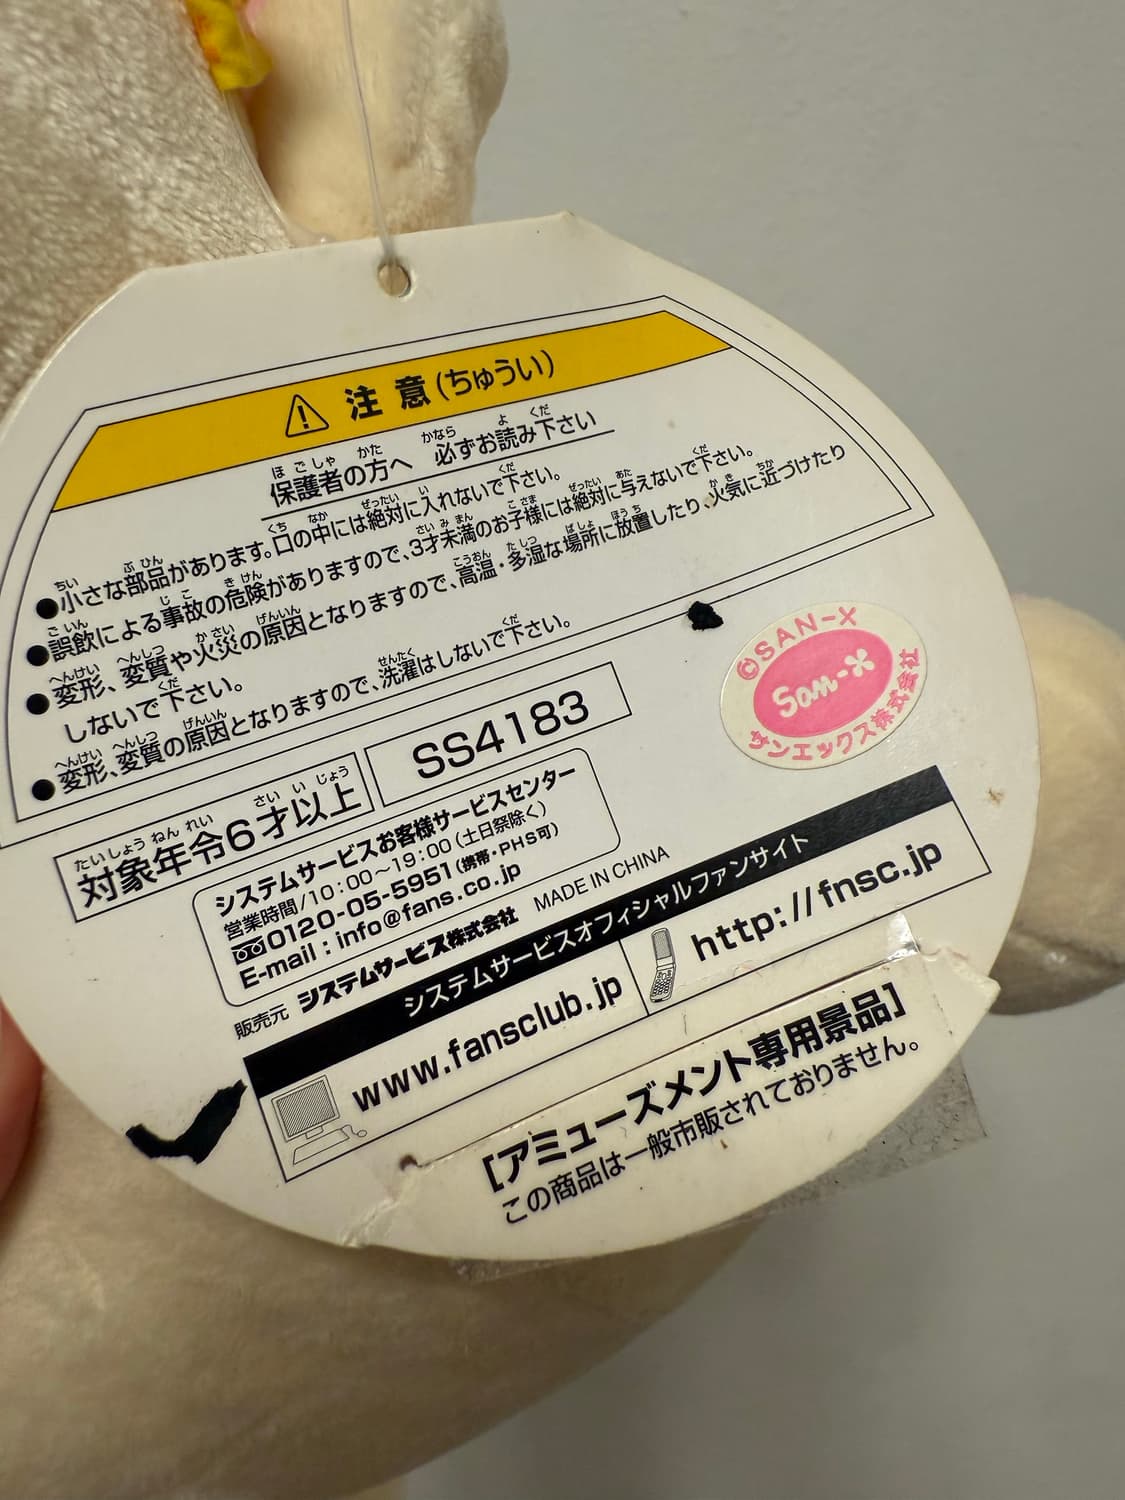 注意(ちゅうい)
保護者の方へ 必ずお読み下さい
●小さな部品があります。口の中には絶対に入れないで下さい。
●誤飲による事故の危険がありますので、3才未満のお子様には絶対に与えないで下さい。
●変形、変質や火災の原因となりますので、高温・多湿な場所に放置したり、火気に近づけたり
しないで下さい。
●変形、変質の原因となりますので、洗濯はしないで下さい。
対象年令6才以上
SS4183
©SAN-X
San-X
サンエックス株式会社
システムサービスお客様サービスセンター
営業時間/10:00～19:00(土日祭除く)
0120-05-5951(携帯・PHS可)
E-mail:info@fans.co.jp
販売元 システムサービス株式会社 MADE IN CHINA
システムサービスオフィシャルファンサイト
www.fansclub.jp
http://fnsc.jp
[アミューズメント専用景品]
この商品は一般市販されておりません。